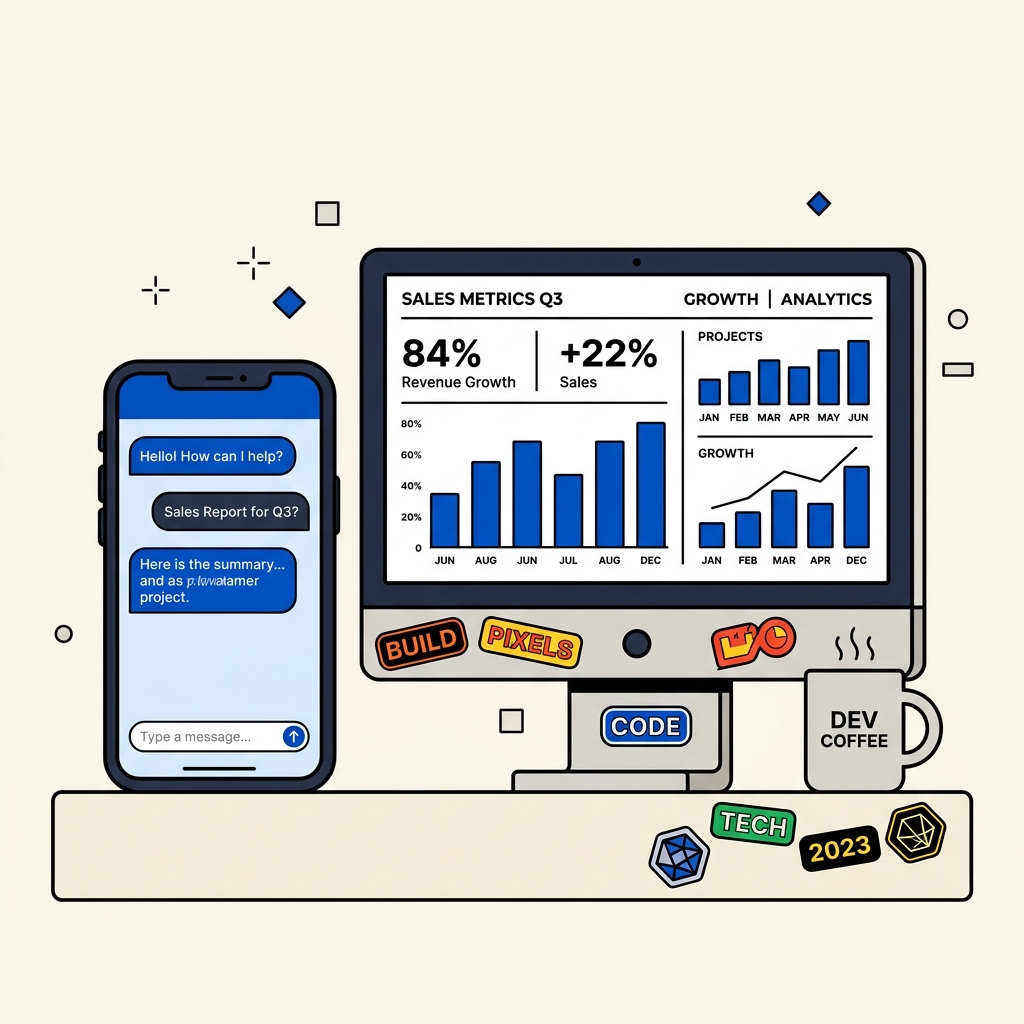 Hello! How can I help?
Sales Report for Q3?
Here is the summary...
and as
project.
Type a message...
SALES METRICS Q3
GROWTH | ANALYTICS
84%
Revenue Growth
+22%
Sales
80%
60%
40%
20%
0
JUN AUG JUN JUL AUG DEC
PROJECTS
JAN FEB MAR APR MAY JUN
GROWTH
JAN FEB MAR APR DEC
BUILD
PIXELS
CODE
DEV
COFFEE
TECH
2023